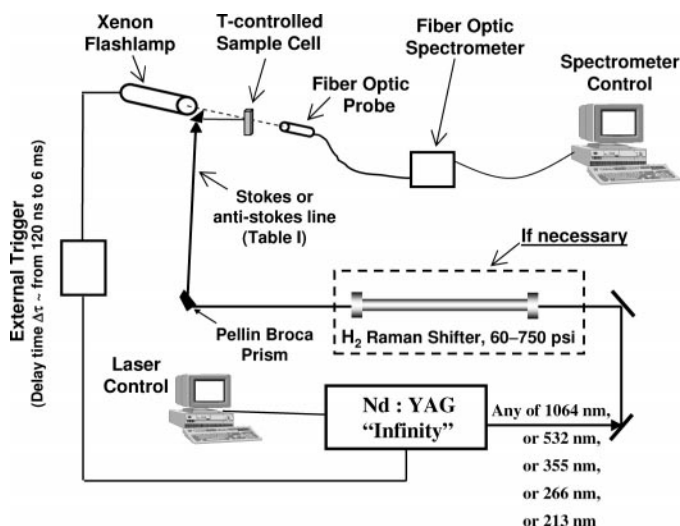 Xenon
Flashlamp
T-controlled
Sample Cell
Fiber Optic
Probe
Fiber Optic
Spectrometer
Spectrometer
Control
External Trigger
(Delay time Δτ ~ from 120 ns to 6 ms)
Stokes or
anti-stokes line
(Table I)
If necessary
Pellin Broca
Prism
H₂ Raman Shifter, 60–750 psi
Laser
Control
Nd : YAG
“Infinity”
Any of 1064 nm,
or 532 nm,
or 355 nm,
or 266 nm,
or 213 nm